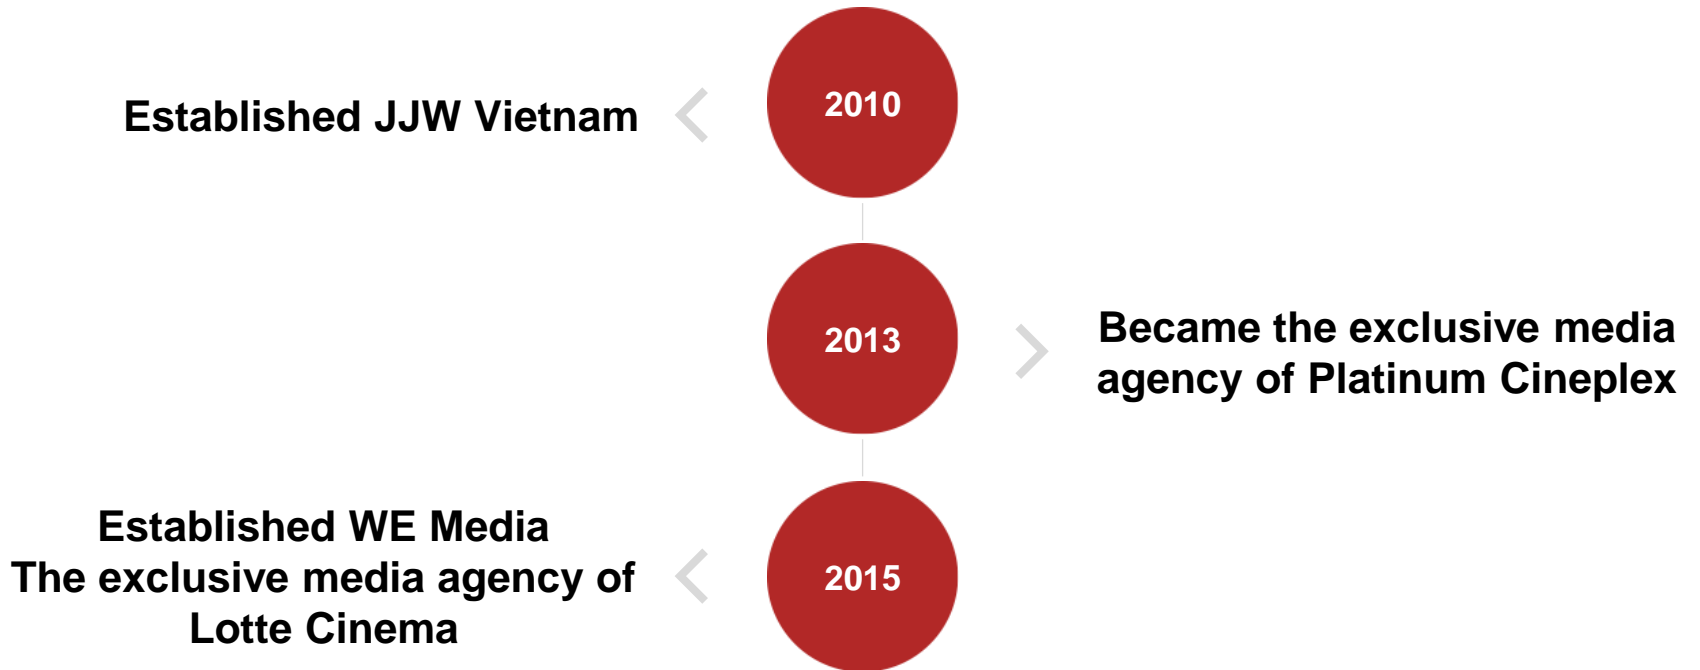 2010
Established JJW Vietnam
2013
Became the exclusive media
agency of Platinum Cineplex
2015
Established WE Media
The exclusive media agency of
Lotte Cinema